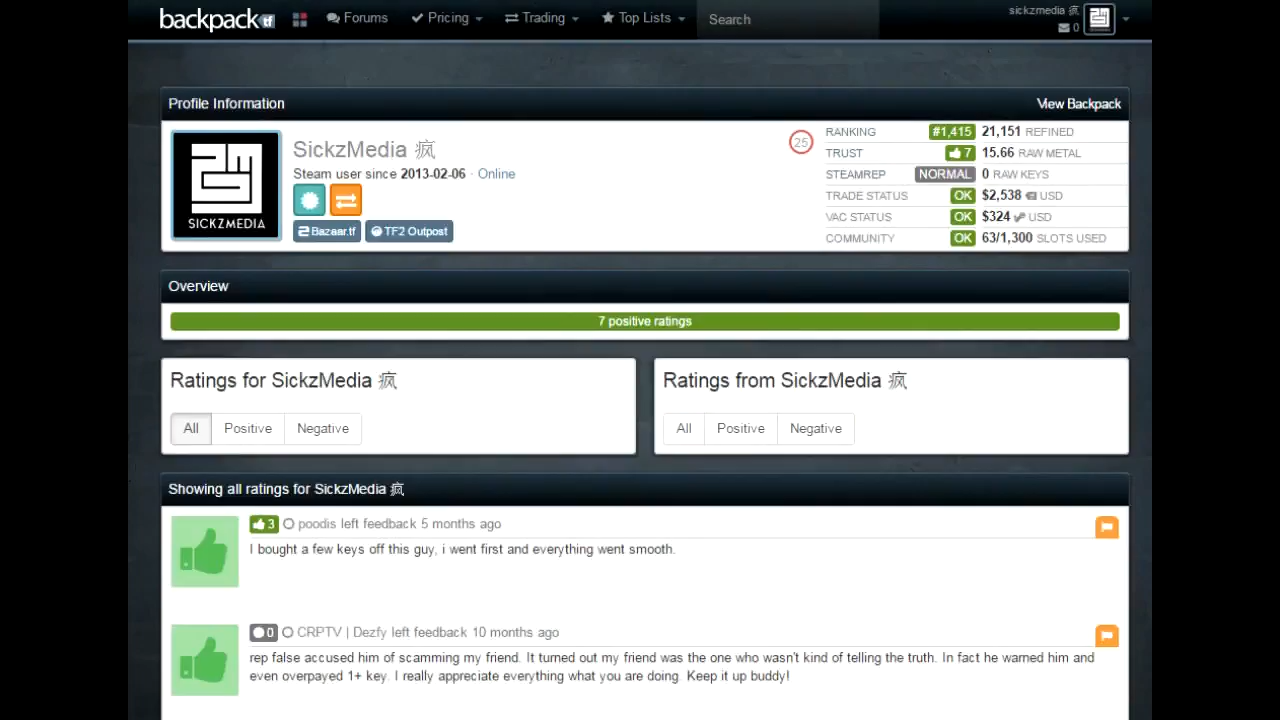 backpack tf
Forums
Pricing
Trading
Top Lists
Search
sickzmedia 疯
0
Profile Information
View Backpack
SICKZMEDIA
SickzMedia 疯
Steam user since 2013-02-06 · Online
Bazaar.tf
TF2 Outpost
25
RANKING #1,415 21,151 REFINED
TRUST 7 15.66 RAW METAL
STEAMREP NORMAL 0 RAW KEYS
TRADE STATUS OK $2,538 USD
VAC STATUS OK $324 USD
COMMUNITY OK 63/1,300 SLOTS USED
Overview
7 positive ratings
Ratings for SickzMedia 疯
All Positive Negative
Ratings from SickzMedia 疯
All Positive Negative
Showing all ratings for SickzMedia 疯
3 poodis left feedback 5 months ago
I bought a few keys off this guy, i went first and everything went smooth.
0 CRPTV | Dezfy left feedback 10 months ago
rep false accused him of scamming my friend. It turned out my friend was the one who wasn't kind of telling the truth. In fact he warned him and
even overpayed 1+ key. I really appreciate everything what you are doing. Keep it up buddy!